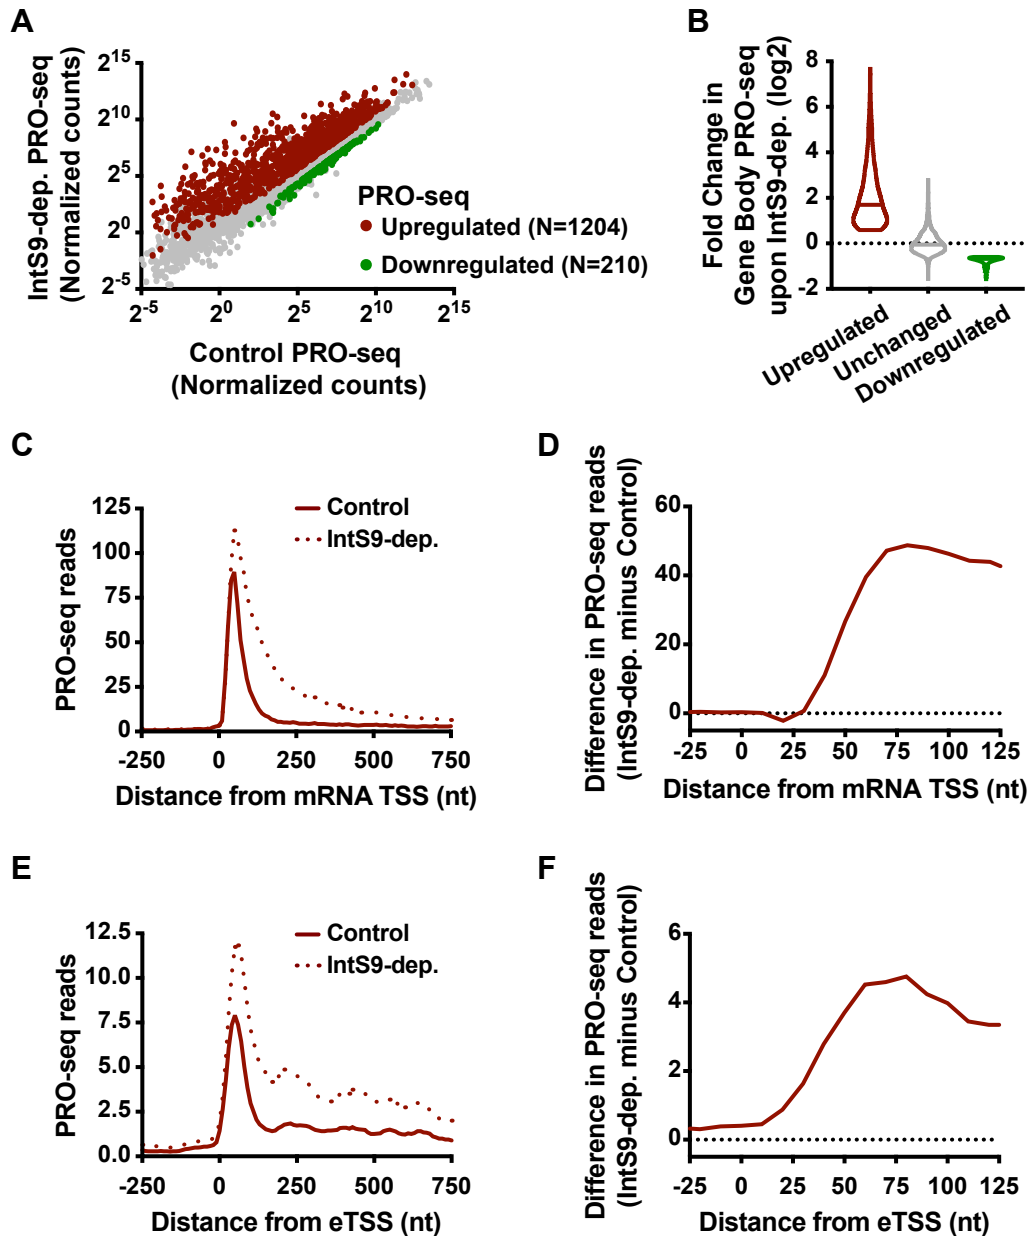 A
IntS9-dep. PRO-seq
(Normalized counts)
2^15
2^10
2^5
2^0
2^-5
2^-5 2^0 2^5 2^10 2^15
Control PRO-seq
(Normalized counts)
PRO-seq
Upregulated (N=1204)
Downregulated (N=210)
B
Fold Change in
Gene Body PRO-seq
upon IntS9-dep. (log2)
8
6
4
2
0
-2
Upregulated
Unchanged
Downregulated
C
PRO-seq reads
125
100
75
50
25
0
-250 0 250 500 750
Distance from mRNA TSS (nt)
Control
IntS9-dep.
D
Difference in PRO-seq reads
(IntS9-dep. minus Control)
60
40
20
0
-25 0 25 50 75 100 125
Distance from mRNA TSS (nt)
E
PRO-seq reads
12.5
10.0
7.5
5.0
2.5
0.0
-250 0 250 500 750
Distance from eTSS (nt)
Control
IntS9-dep.
F
Difference in PRO-seq reads
(IntS9-dep. minus Control)
6
4
2
0
-25 0 25 50 75 100 125
Distance from eTSS (nt)